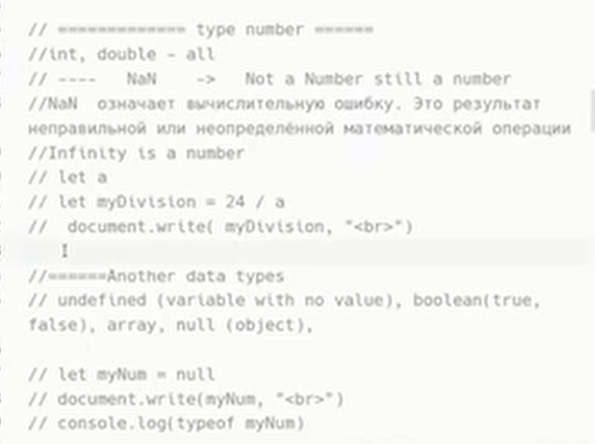 // ============= type number ======
//int, double - all
// ---- NaN -> Not a Number still a number
//NaN означает вычислительную ошибку. Это результат
неправильной или неопределённой математической операции
//Infinity is a number
// let a
// let myDivision = 24 / a
// document.write( myDivision, "<br>")
//======Another data types
// undefined (variable with no value), boolean(true,
false), array, null (object),
// let myNum = null
// document.write(myNum, "<br>")
// console.log(typeof myNum)